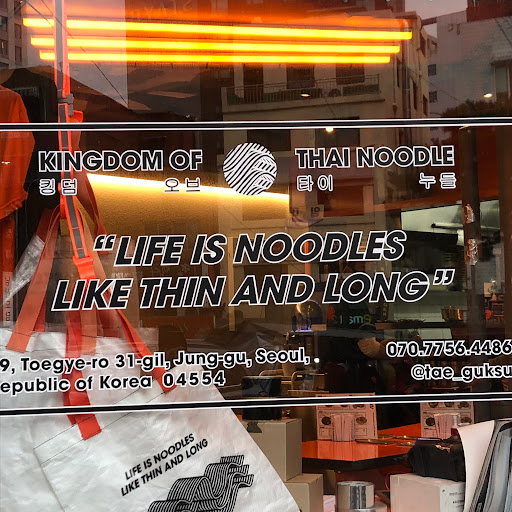 KINGDOM OF THAI NOODLE
킹덤 오브 타이 누들
“LIFE IS NOODLES
LIKE THIN AND LONG”
9, Toegye-ro 31-gil, Jung-gu, Seoul,
epublic of Korea 04554
070.7756.4486
@tae_guksu
LIFE IS NOODLES
LIKE THIN AND LONG